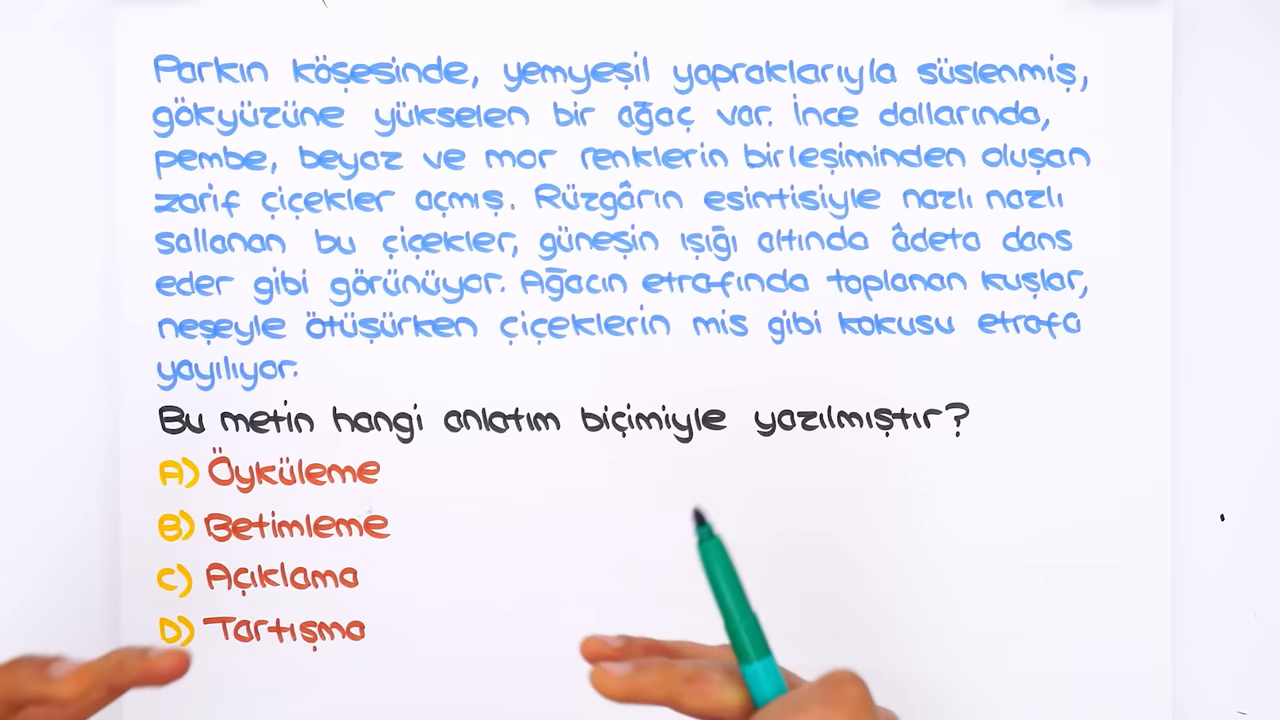 Parkın köşesinde, yemyeşil yapraklarıyla süslenmiş,
gökyüzüne yükselen bir ağaç var. İnce dallarında,
pembe, beyaz ve mor renklerin birleşiminden oluşan
zarif çiçekler açmış. Rüzgârın esintisiyle nazlı nazlı
sallanan bu çiçekler, güneşin ışığı altında âdeta dans
eder gibi görünüyor. Ağacın etrafında toplanan kuşlar,
neşeyle ötüşürken çiçeklerin mis gibi kokusu etrafa
yayılıyor.
Bu metin hangi anlatım biçimiyle yazılmıştır?
A) Öyküleme
B) Betimleme
C) Açıklama
D) Tartışma